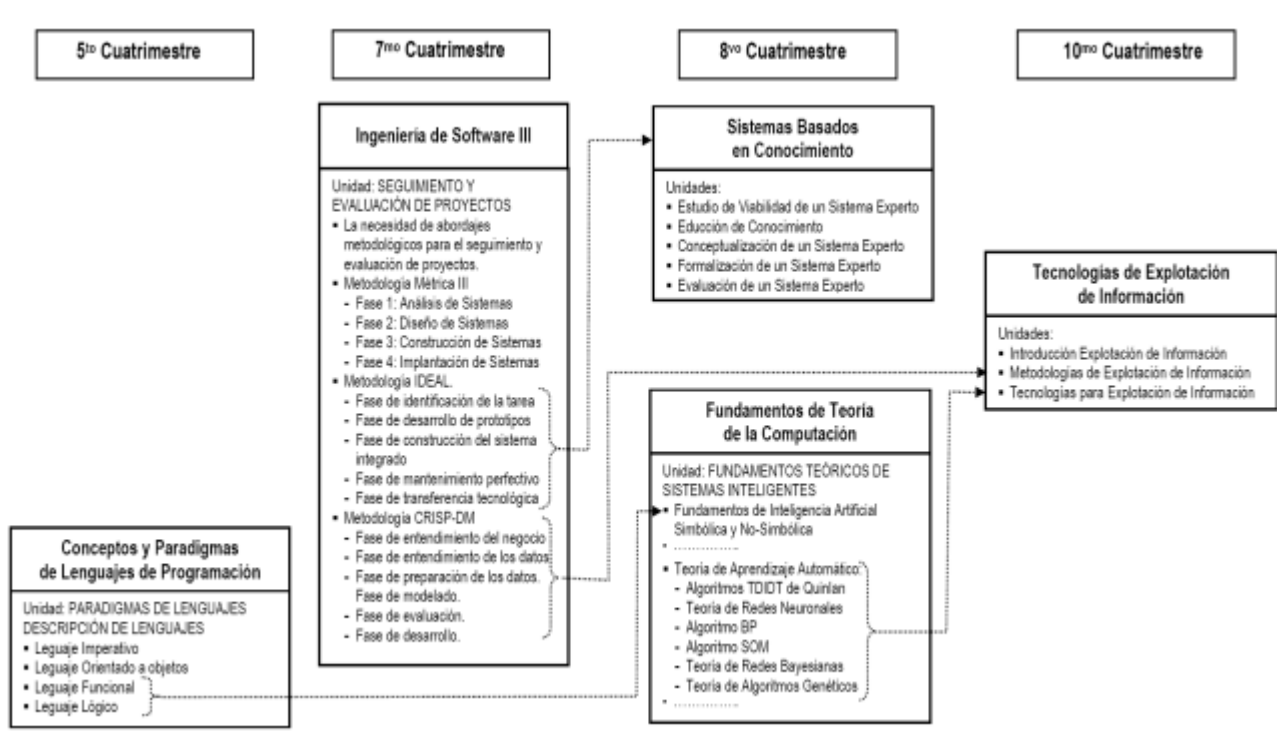 5to Cuatrimestre
7mo Cuatrimestre
8vo Cuatrimestre
10mo Cuatrimestre
Conceptos y Paradigmas
de Lenguajes de Programación
Unidad: PARADIGMAS DE LENGUAJES
DESCRIPCIÓN DE LENGUAJES
▪ Leguaje Imperativo
▪ Leguaje Orientado a objetos
▪ Leguaje Funcional
▪ Leguaje Lógico
Ingeniería de Software III
Unidad: SEGUIMIENTO Y
EVALUACIÓN DE PROYECTOS
▪ La necesidad de abordajes
metodológicos para el seguimiento y
evaluación de proyectos.
▪ Metodología Métrica III
- Fase 1: Análisis de Sistemas
- Fase 2: Diseño de Sistemas
- Fase 3: Construcción de Sistemas
- Fase 4: Implantación de Sistemas
▪ Metodología IDEAL.
- Fase de identificación de la tarea
- Fase de desarrollo de prototipos
- Fase de construcción del sistema
integrado
- Fase de mantenimiento perfectivo
- Fase de transferencia tecnológica
▪ Metodología CRISP-DM
- Fase de entendimiento del negocio
- Fase de entendimiento de los datos
- Fase de preparación de los datos.
Fase de modelado.
- Fase de evaluación.
- Fase de desarrollo.
Sistemas Basados
en Conocimiento
Unidades:
▪ Estudio de Viabilidad de un Sistema Experto
▪ Educción de Conocimiento
▪ Conceptualización de un Sistema Experto
▪ Formalización de un Sistema Experto
▪ Evaluación de un Sistema Experto
Fundamentos de Teoría
de la Computación
Unidad: FUNDAMENTOS TEÓRICOS DE
SISTEMAS INTELIGENTES
▪ Fundamentos de Inteligencia Artificial
Simbólica y No-Simbólica
▪ ……………..
▪ Teoría de Aprendizaje Automático:
- Algoritmos TDIDT de Quinlan
- Teoría de Redes Neuronales
- Algoritmo BP
- Algoritmo SOM
- Teoría de Redes Bayesianas
- Teoría de Algoritmos Genéticos
▪ ……………..
Tecnologías de Explotación
de Información
Unidades:
▪ Introducción Explotación de Información
▪ Metodologías de Explotación de Información
▪ Tecnologías para Explotación de Información